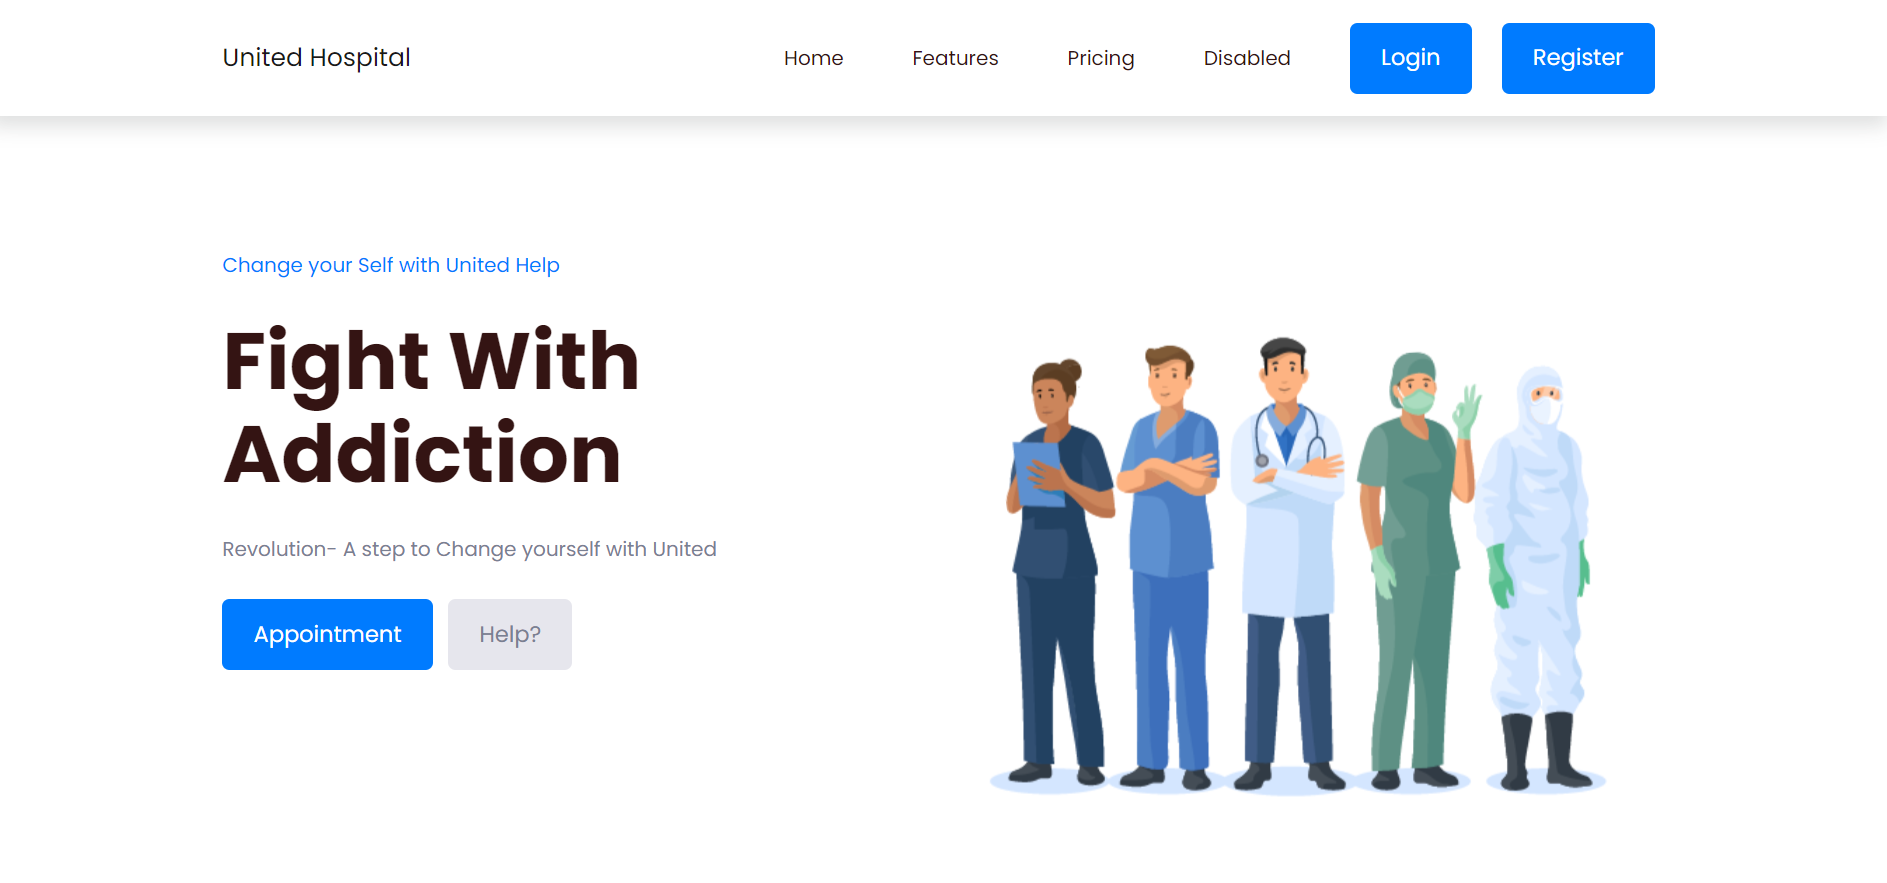 United Hospital
Home Features Pricing Disabled Login Register
Change your Self with United Help
Fight With
Addiction
Revolution- A step to Change yourself with United
Appointment Help?